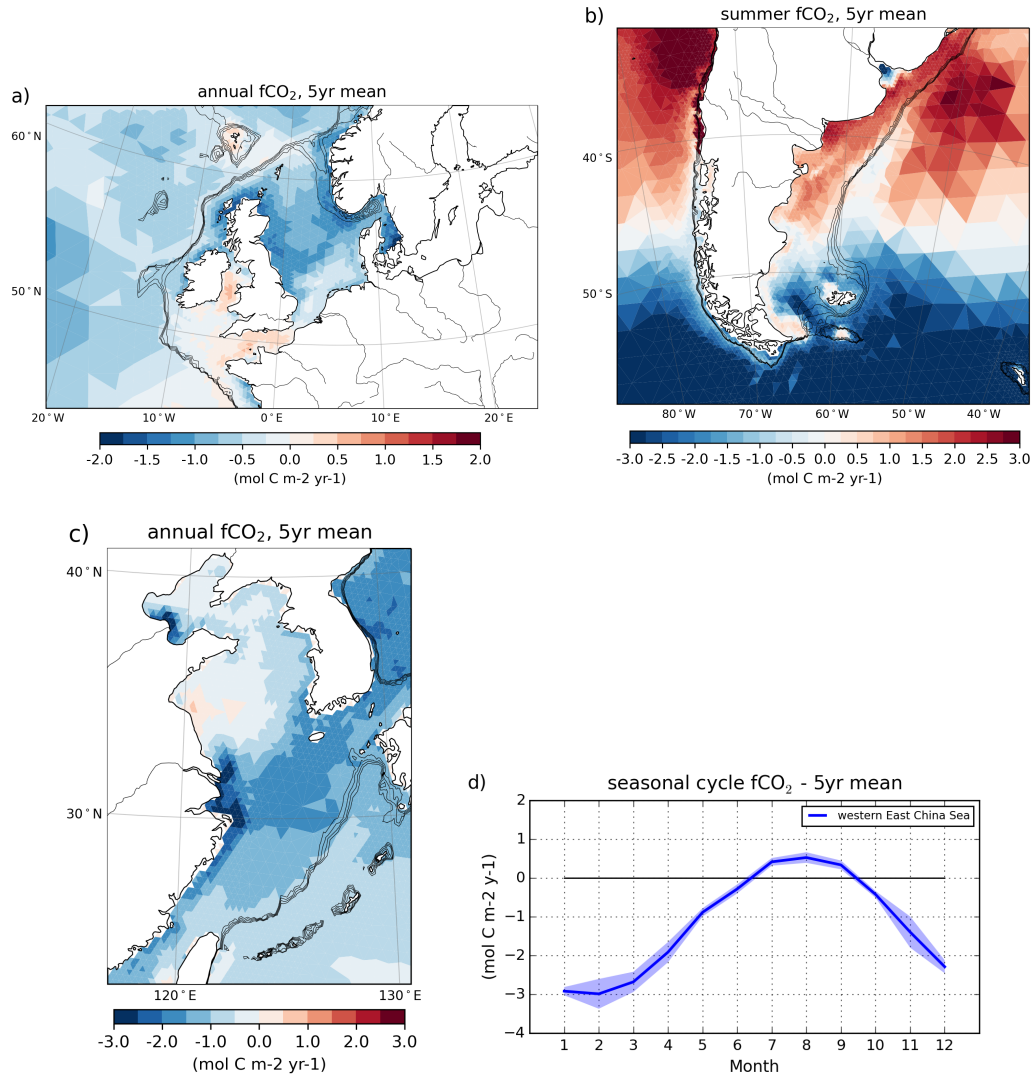 a)
annual fCO₂, 5yr mean
60°N
50°N
20°W 10°W 0°E 10°E 20°E
-2.0 -1.5 -1.0 -0.5 0.0 0.5 1.0 1.5 2.0
(mol C m-2 yr-1)
b)
summer fCO₂, 5yr mean
40°S
50°S
80°W 70°W 60°W 50°W 40°W
-3.0 -2.5 -2.0 -1.5 -1.0 -0.5 0.0 0.5 1.0 1.5 2.0 2.5 3.0
(mol C m-2 yr-1)
c)
annual fCO₂, 5yr mean
40°N
30°N
120°E 130°E
-3.0 -2.0 -1.0 0.0 1.0 2.0 3.0
(mol C m-2 yr-1)
d)
seasonal cycle fCO₂ - 5yr mean
western East China Sea
2
1
0
−1
−2
−3
−4
(mol C m-2 y-1)
1 2 3 4 5 6 7 8 9 10 11 12
Month